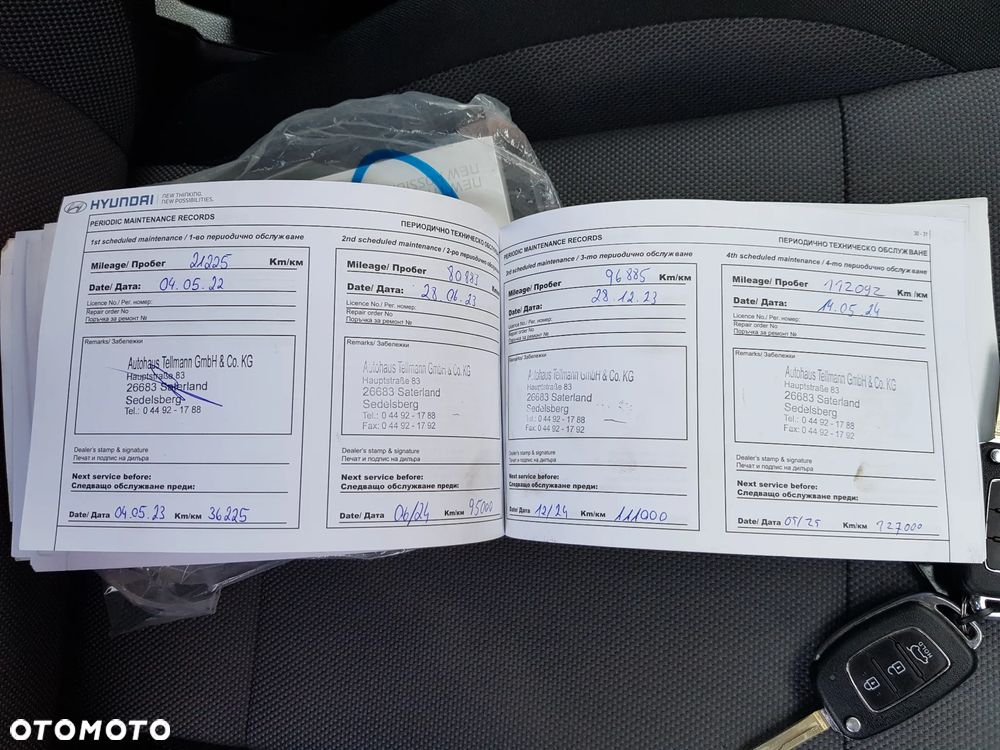 NEW POSSIBI
HYUNDAI
NEW THINKING.
NEW POSSIBILITIES.
PERIODIC MAINTENANCE RECORDS
ПЕРИОДИЧНО ТЕХНИЧЕСКО ОБСЛУ
1st scheduled maintenance / 1-во периодично обслужване
Mileage/ Пробег 21225 Km/км
Date/ Дата: 04.05.22
Licence No./ Рег. номер:
Repair order No
Поръчка за ремонт №
Remarks/ Забележки
Autohaus Tellmann GmbH & Co. KG
Hauptstraße 83
26683 Saterland
Sedelsberg
Tel.: 0 44 92 - 17 88
Dealer's stamp & signature
Печат и подпис на дилъра
Next service before:
Следващо обслужване преди:
Date/ Дата 04.05.23 Km/км 36225
2nd scheduled maintenance / 2-ро периодично обслужв
Mileage/ Пробег 80883 Km/км
Date/ Дата: 28.06.23
Licence No./ Рег. номер:
Repair order No
Поръчка за ремонт №
Remarks/ Забележки
Autohaus Tellmann GmbH & Co. KG
Hauptstraße 83
26683 Saterland
Sedelsberg
Tel.: 0 44 92 - 17 88
Fax: 0 44 92 - 17 92
Dealer's stamp & signature
Печат и подпис на дилъра
Next service before:
Следващо обслужване преди:
Date/ Дата 06/24 Km/км 95000
30 - 31
PERIODIC MAINTENANCE RECORDS
ПЕРИОДИЧНО ТЕХНИЧЕСКО ОБСЛУЖВАНЕ
3rd scheduled maintenance / 3-то периодично обслужване
Mileage/ Пробег 96885 Km/км
Date/ Дата: 28.12.23
Licence No./ Рег. номер:
Repair order No
Поръчка за ремонт №
Remarks/ Забележки
Autohaus Tellmann GmbH & Co. KG
Hauptstraße 83
26683 Saterland
Sedelsberg
Tel.: 0 44 92 - 17 88
Fax: 0 44 92 - 17 92
Dealer's stamp & signature
Печат и подпис на дилъра
Next service before:
Следващо обслужване преди:
Date/ Дата 12/24 Km/км 111000
4th scheduled maintenance / 4-то периодично обслужване
Mileage/ Пробег 112092 Km/км
Date/ Дата: 14.05.24
Licence No./ Рег. номер:
Repair order No
Поръчка за ремонт №
Remarks/ Забележки
Autohaus Tellmann GmbH & Co. KG
Hauptstraße 83
26683 Saterland
Sedelsberg
Tel.: 0 44 92 - 17 88
Fax: 0 44 92 - 17 92
Dealer's stamp & signature
Печат и подпис на дилъра
Next service before:
Следващо обслужване преди:
Date/ Дата 05/25 Km/км 127000
HOLD
OTOMOTO